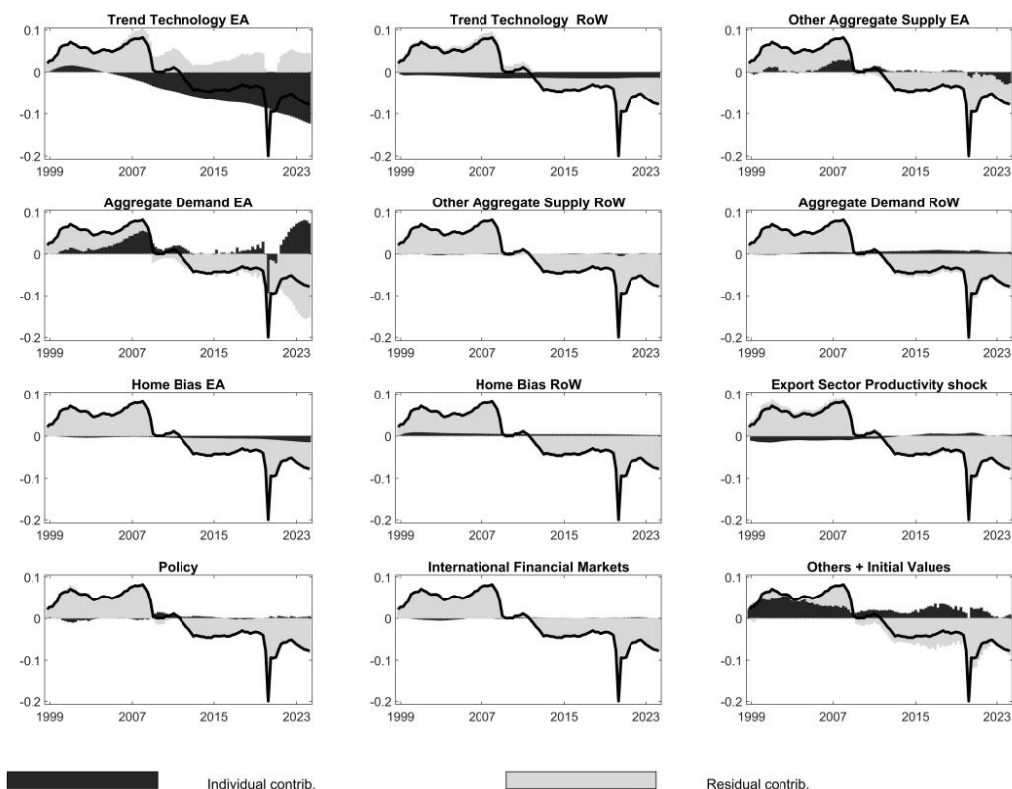 Trend Technology EA
0.1
0
-0.1
-0.2
1999 2007 2015 2023
Trend Technology RoW
0.1
0
-0.1
-0.2
1999 2007 2015 2023
Other Aggregate Supply EA
0.1
0
-0.1
-0.2
1999 2007 2015 2023
Aggregate Demand EA
0.1
0
-0.1
-0.2
1999 2007 2015 2023
Other Aggregate Supply RoW
0.1
0
-0.1
-0.2
1999 2007 2015 2023
Aggregate Demand RoW
0.1
0
-0.1
-0.2
1999 2007 2015 2023
Home Bias EA
0.1
0
-0.1
-0.2
1999 2007 2015 2023
Home Bias RoW
0.1
0
-0.1
-0.2
1999 2007 2015 2023
Export Sector Productivity shock
0.1
0
-0.1
-0.2
1999 2007 2015 2023
Policy
0.1
0
-0.1
-0.2
1999 2007 2015 2023
International Financial Markets
0.1
0
-0.1
-0.2
1999 2007 2015 2023
Others + Initial Values
0.1
0
-0.1
-0.2
1999 2007 2015 2023
Individual contrib.
Residual contrib.